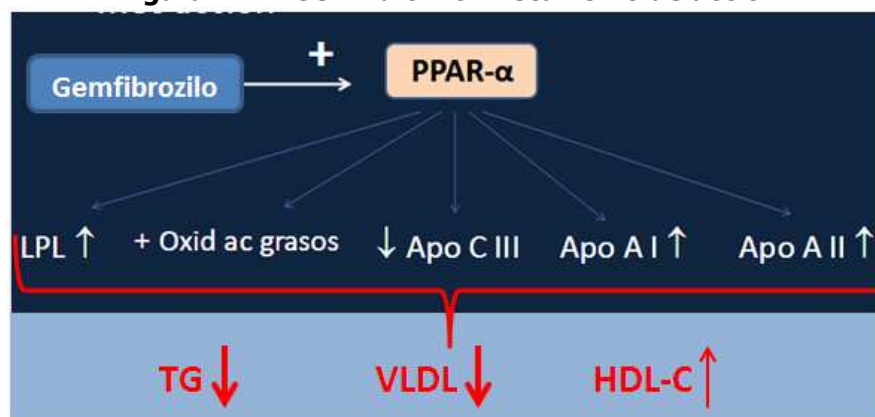 Gemfibrozilo + PPAR-α
LPL ↑ + Oxid ac grasos ↓ Apo C III Apo A I ↑ Apo A II ↑
TG ↓ VLDL ↓ HDL-C ↑